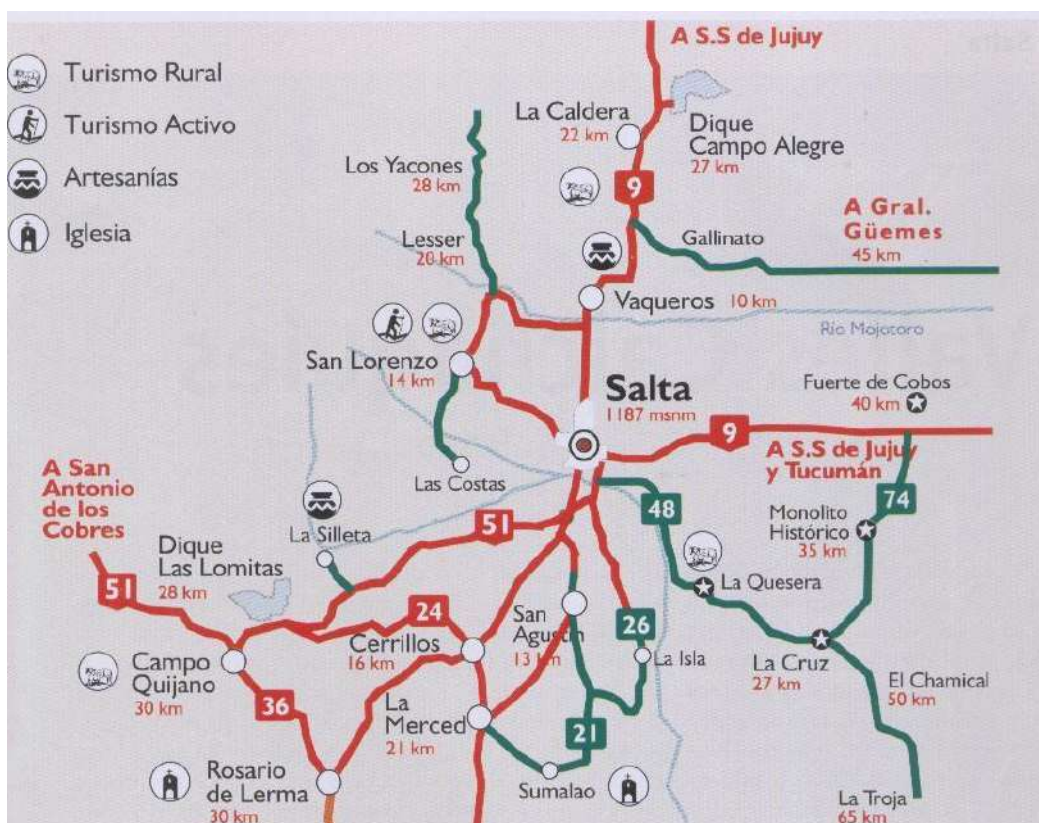 Turismo Rural
Turismo Activo
Artesanías
Iglesia
A S.S de Jujuy
La Caldera
22 km
Dique
Campo Alegre
27 km
Los Yacones
28 km
9
A Gral.
Güemes
45 km
Gallinato
Lesser
20 km
Vaqueros 10 km
Río Mojotoro
San Lorenzo
14 km
Salta
1187 msnm
Fuerte de Cobos
40 km
9
A S.S de Jujuy
y Tucumán
A San
Antonio
de los
Cobres
Las Costas
La Silleta
51
48
74
Monolito
Histórico
35 km
Dique
Las Lomitas
28 km
51
24
La Quesera
San
Agustín
13 km
26
Cerrillos
16 km
La Isla
La Cruz
27 km
El Chamical
50 km
Campo
Quijano
30 km
36
La
Merced
21 km
21
Rosario
de Lerma
30 km
Sumalao
La Troja
65 km